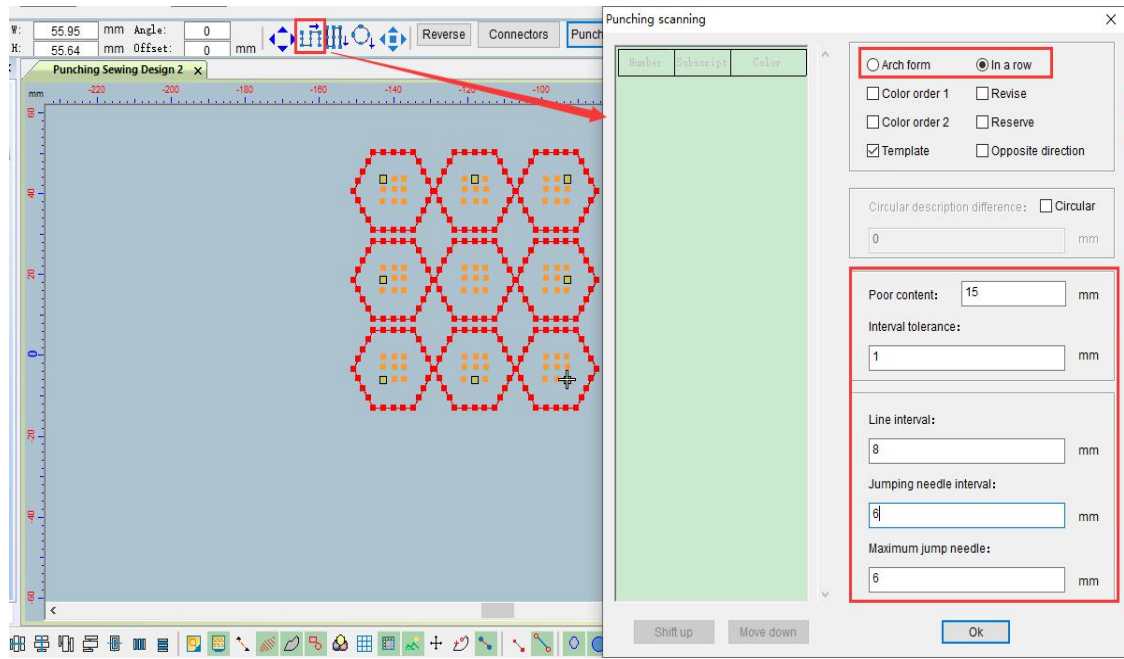 W: 55.95 mm Angle: 0
H: 55.64 mm Offset: 0 mm
Reverse Connectors Punch
Punching Sewing Design 2 x
mm -220 -200 -180 -160 -140 -120 -100
60
40
20
0
-20
-40
-60
Punching scanning
Number Subscript Color
Arch form In a row
Color order 1 Revise
Color order 2 Reserve
Template Opposite direction
Circular description difference: Circular
0 mm
Poor content: 15 mm
Interval tolerance:
1 mm
Line interval:
8 mm
Jumping needle interval:
6 mm
Maximum jump needle:
6 mm
Shift up Move down Ok